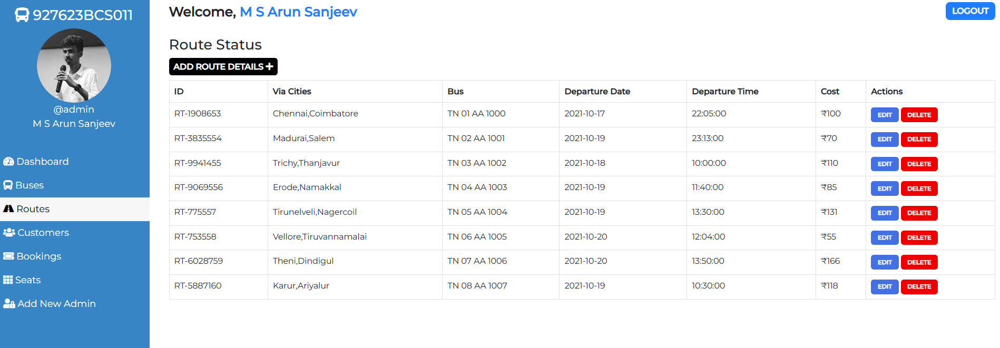 927623BCS011
@admin
M S Arun Sanjeev
Dashboard
Buses
Routes
Customers
Bookings
Seats
Add New Admin
Welcome, M S Arun Sanjeev
LOGOUT
Route Status
ADD ROUTE DETAILS +
ID Via Cities Bus Departure Date Departure Time Cost Actions
RT-1908653 Chennai,Coimbatore TN 01 AA 1000 2021-10-17 22:05:00 ₹100 EDIT DELETE
RT-3835554 Madurai,Salem TN 02 AA 1001 2021-10-19 23:13:00 ₹70 EDIT DELETE
RT-9941455 Trichy,Thanjavur TN 03 AA 1002 2021-10-18 10:00:00 ₹110 EDIT DELETE
RT-9069556 Erode,Namakkal TN 04 AA 1003 2021-10-19 11:40:00 ₹85 EDIT DELETE
RT-775557 Tirunelveli,Nagercoil TN 05 AA 1004 2021-10-19 13:30:00 ₹131 EDIT DELETE
RT-753558 Vellore,Tiruvannamalai TN 06 AA 1005 2021-10-20 12:04:00 ₹55 EDIT DELETE
RT-6028759 Theni,Dindigul TN 07 AA 1006 2021-10-20 13:50:00 ₹166 EDIT DELETE
RT-5887160 Karur,Ariyalur TN 08 AA 1007 2021-10-19 10:30:00 ₹118 EDIT DELETE